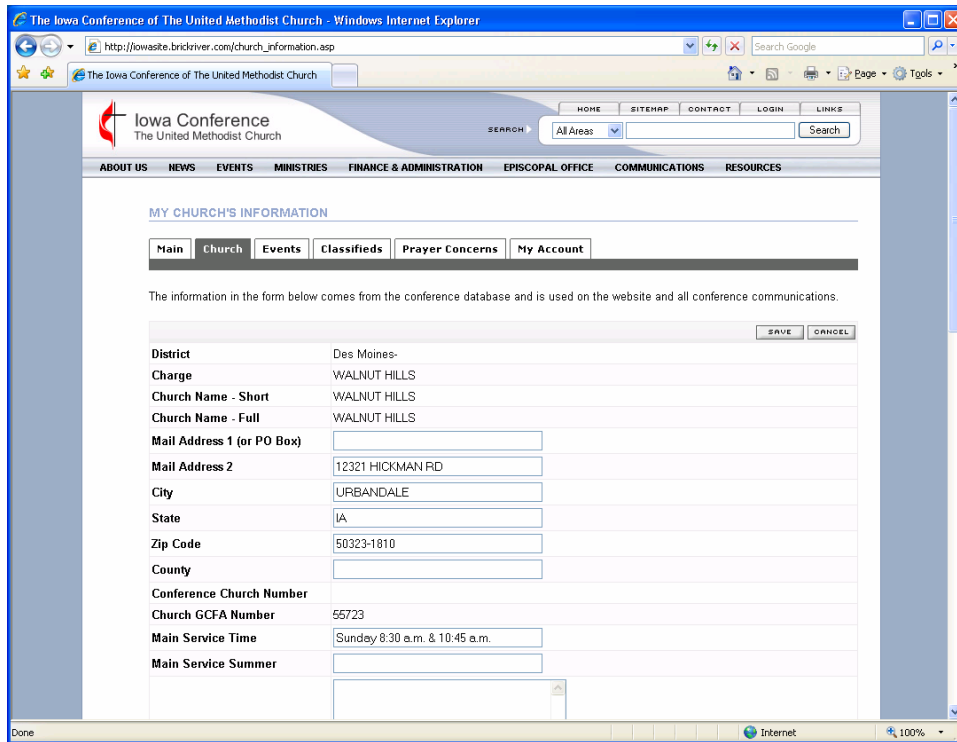 The Iowa Conference of The United Methodist Church - Windows Internet Explorer
http://iowasite.brickriver.com/church_information.asp
Search Google
The Iowa Conference of The United Methodist Church
Page
Tools
HOME SITEMAP CONTACT LOGIN LINKS
Iowa Conference
The United Methodist Church
SEARCH All Areas Search
ABOUT US NEWS EVENTS MINISTRIES FINANCE & ADMINISTRATION EPISCOPAL OFFICE COMMUNICATIONS RESOURCES
MY CHURCH'S INFORMATION
Main Church Events Classifieds Prayer Concerns My Account
The information in the form below comes from the conference database and is used on the website and all conference communications.
SAVE CANCEL
District Des Moines-
Charge WALNUT HILLS
Church Name - Short WALNUT HILLS
Church Name - Full WALNUT HILLS
Mail Address 1 (or PO Box)
Mail Address 2 12321 HICKMAN RD
City URBANDALE
State IA
Zip Code 50323-1810
County
Conference Church Number
Church GCFA Number 55723
Main Service Time Sunday 8:30 a.m. & 10:45 a.m.
Main Service Summer
Done Internet 100%